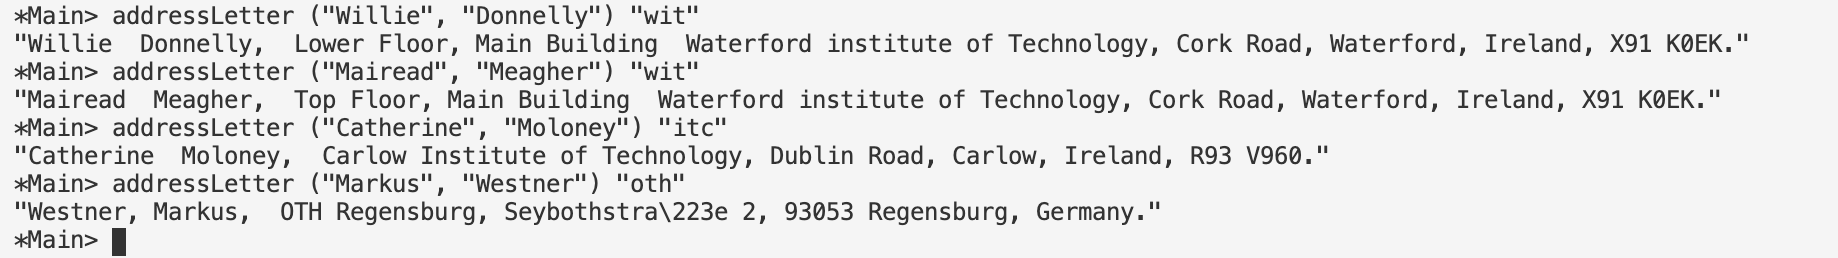 *Main> addressLetter ("Willie", "Donnelly") "wit"
"Willie  Donnelly,  Lower Floor, Main Building  Waterford institute of Technology, Cork Road, Waterford, Ireland, X91 K0EK."
*Main> addressLetter ("Mairead", "Meagher") "wit"
"Mairead  Meagher,  Top Floor, Main Building  Waterford institute of Technology, Cork Road, Waterford, Ireland, X91 K0EK."
*Main> addressLetter ("Catherine", "Moloney") "itc"
"Catherine  Moloney,  Carlow Institute of Technology, Dublin Road, Carlow, Ireland, R93 V960."
*Main> addressLetter ("Markus", "Westner") "oth"
"Westner, Markus,  OTH Regensburg, Seybothstra\223e 2, 93053 Regensburg, Germany."
*Main>